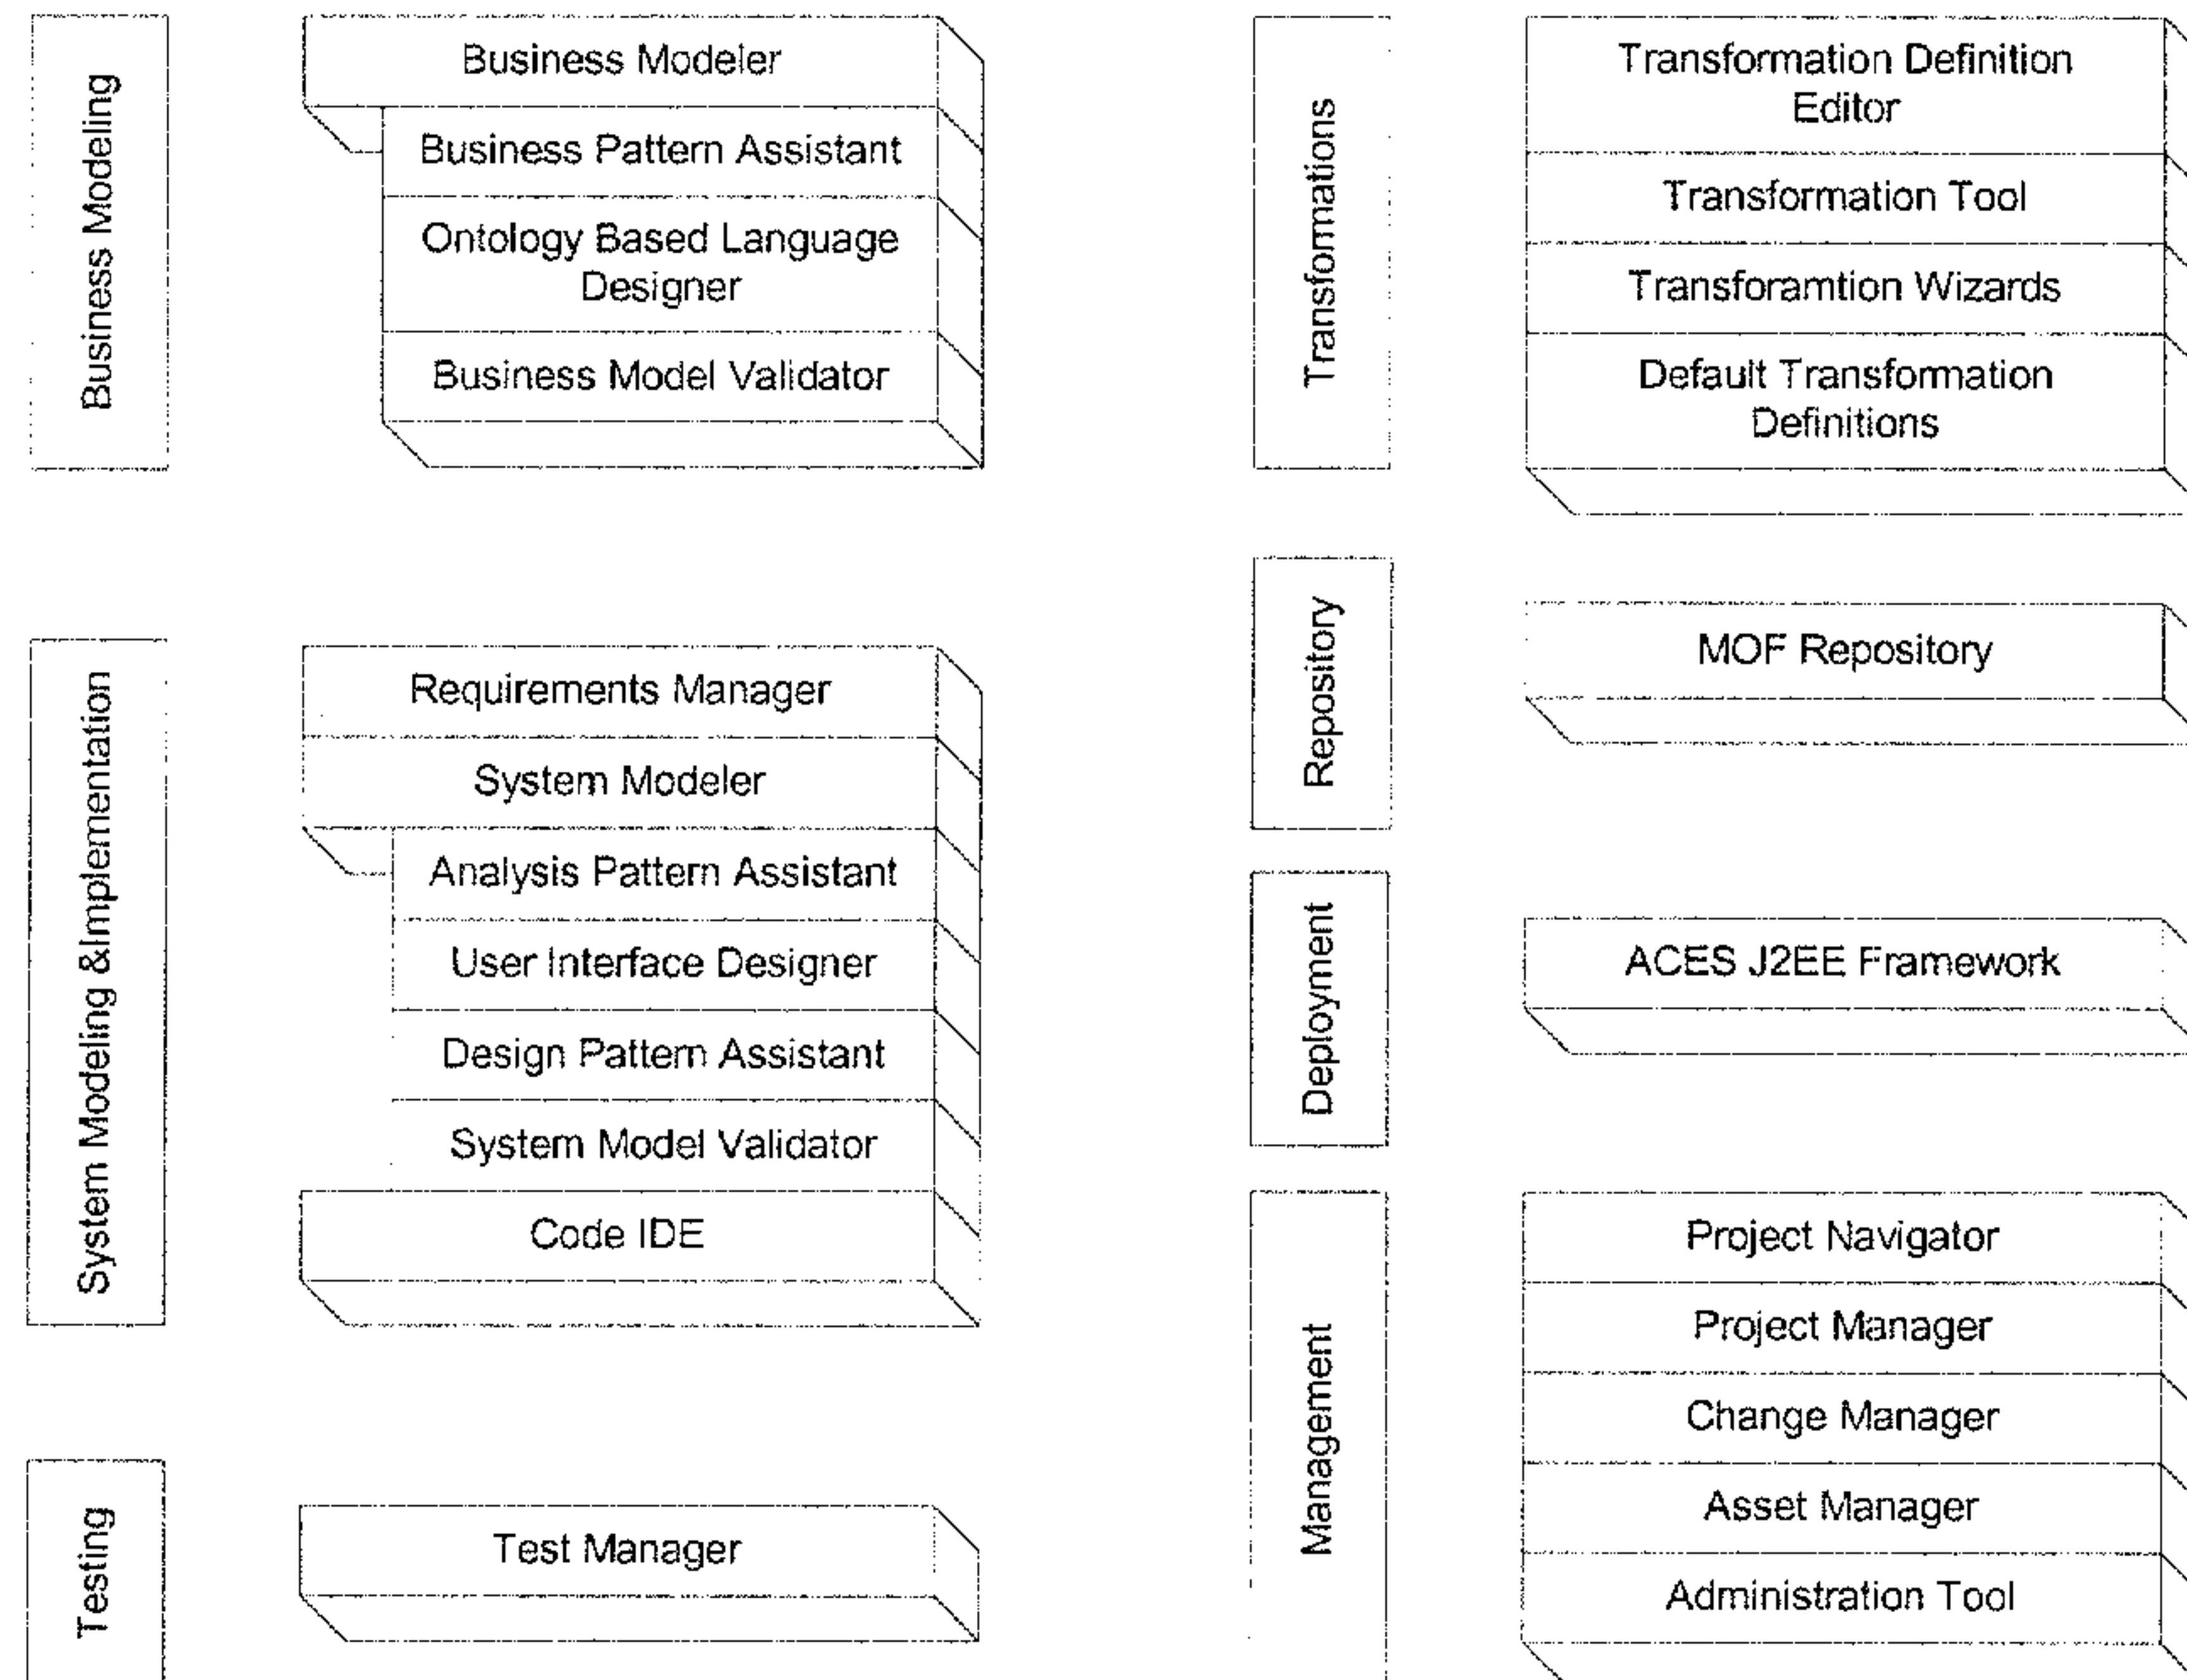 Business Modeling
Business Modeler
Business Pattern Assistant
Ontology Based Language
Designer
Business Model Validator
System Modeling &Implementation
Requirements Manager
System Modeler
Analysis Pattern Assistant
User Interface Designer
Design Pattern Assistant
System Model Validator
Code IDE
Testing
Test Manager
Transfomations
Transformation Definition
Editor
Transformation Tool
Transforamtion Wizards
Default Transformation
Definitions
Repository
MOF Repository
Deployment
ACES J2EE Framework
Management
Project Navigator
Project Manager
Change Manager
Asset Manager
Administration Tool